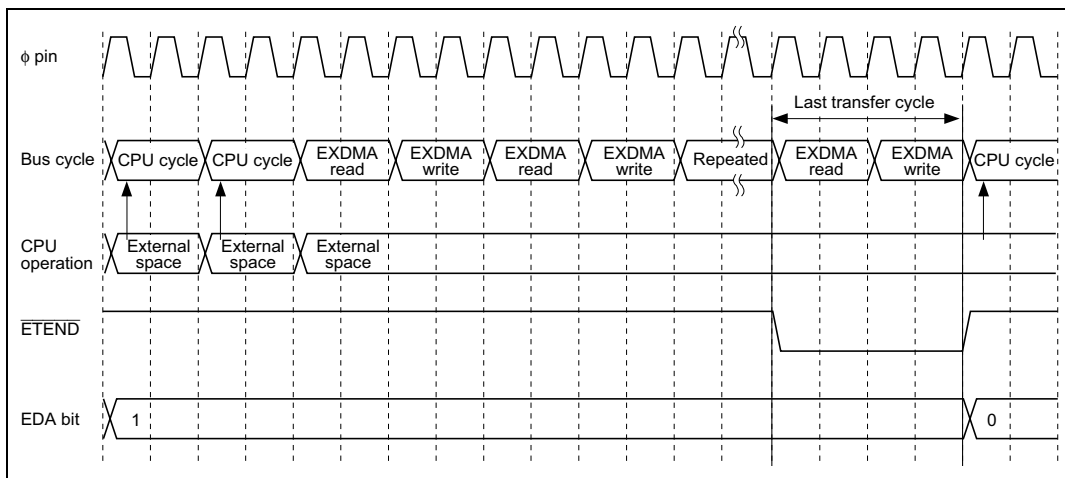 φ pin
Last transfer cycle
Bus cycle
CPU cycle
CPU cycle
EXDMA
read
EXDMA
write
EXDMA
read
EXDMA
write
Repeated
EXDMA
read
EXDMA
write
CPU cycle
CPU
operation
External
space
External
space
External
space
ETEND
EDA bit
1
0